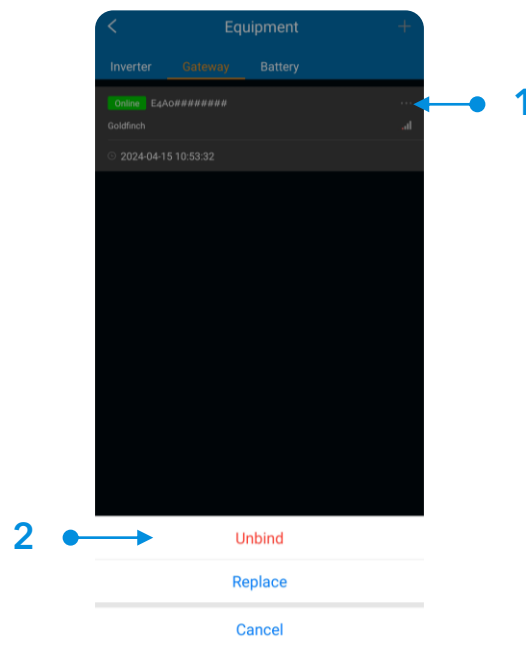 Equipment
Inverter Gateway Battery
Online E4A0######## ...
Goldfinch
2024-04-15 10:53:32
1
2
Unbind
Replace
Cancel